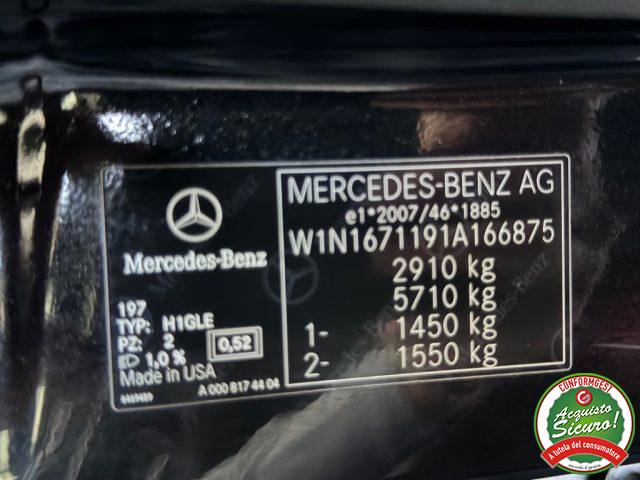 MERCEDES-BENZ AG
e1*2007/46*1885
W1N1671191A166875
2910 kg
5710 kg
1- 1450 kg
2- 1550 kg
Mercedes-Benz
197
TYP: H1GLE
PZ: 2
1,0 %
0,52
Made in USA
A 000 817 44 04
CONFORMGEST
Acquisto
Sicuro!
A tutela del consumatore